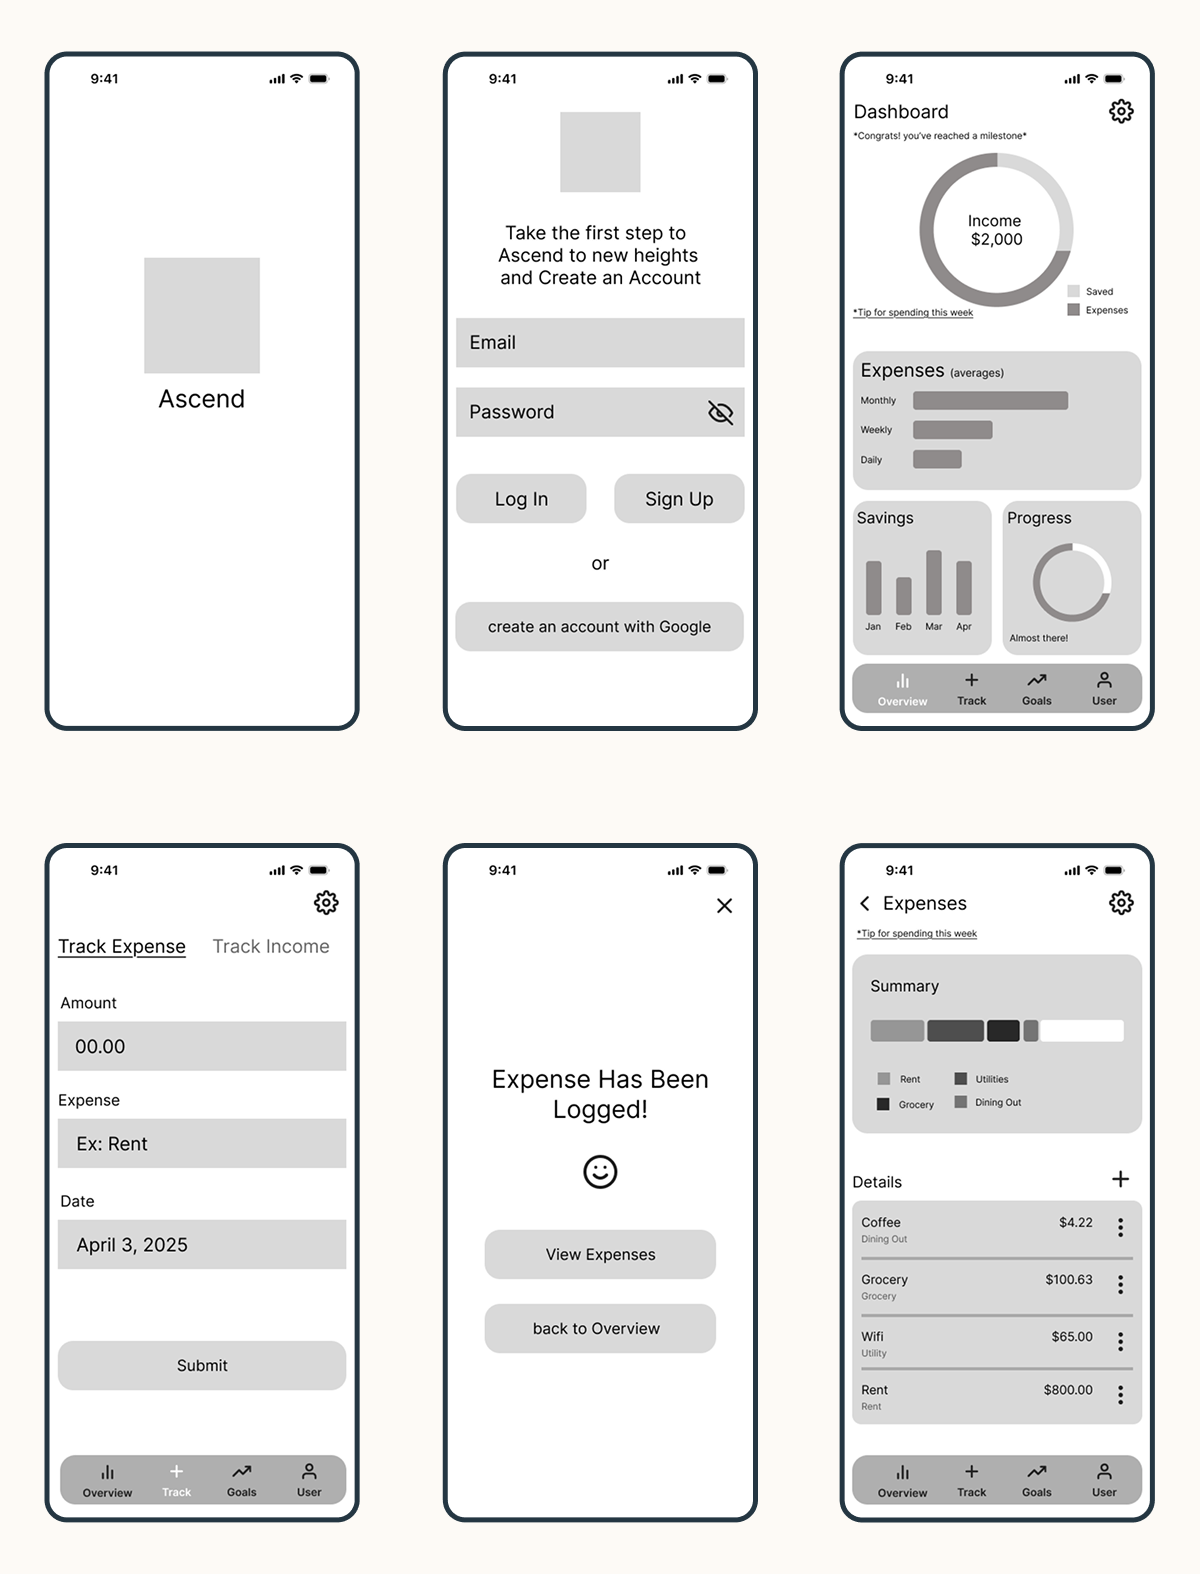 9:41
Ascend
9:41
Take the first step to
Ascend to new heights
and Create an Account
Email
Password
Log In
Sign Up
or
create an account with Google
9:41
Dashboard
*Congrats! you've reached a milestone*
Income
$2,000
Saved
Expenses
*Tip for spending this week
Expenses (averages)
Monthly
Weekly
Daily
Savings
Jan Feb Mar Apr
Progress
Almost there!
Overview Track Goals User
9:41
Track Expense Track Income
Amount
00.00
Expense
Ex: Rent
Date
April 3, 2025
Submit
Overview Track Goals User
9:41
Expense Has Been
Logged!
View Expenses
back to Overview
9:41
Expenses
*Tip for spending this week
Summary
Rent Utilities
Grocery Dining Out
Details
Coffee $4.22
Dining Out
Grocery $100.63
Grocery
Wifi $65.00
Utility
Rent $800.00
Rent
Overview Track Goals User